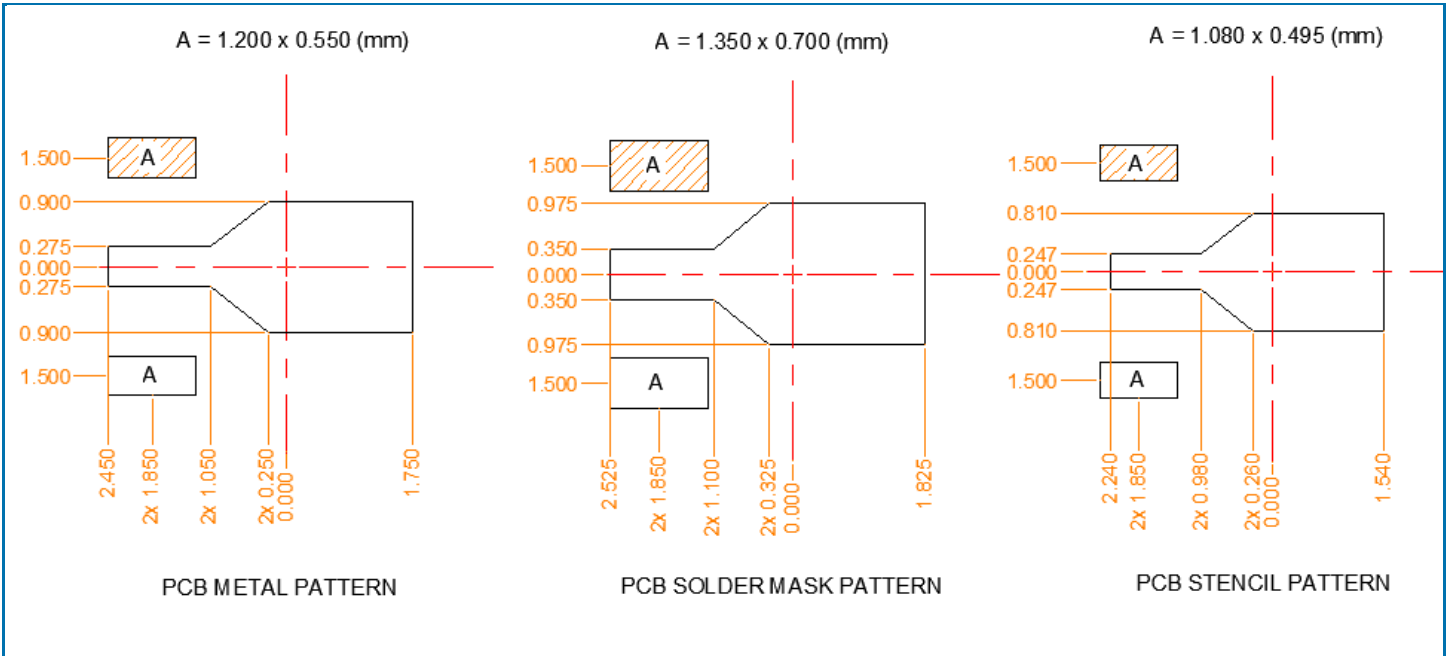 A = 1.200 x 0.550 (mm)
A
1.500
0.900
0.275
0.000
0.275
0.900
1.500
A
2.450
2x 1.850
2x 1.050
2x 0.250
0.000
1.750
PCB METAL PATTERN
A = 1.350 x 0.700 (mm)
A
1.500
0.975
0.350
0.000
0.350
0.975
1.500
A
2.525
2x 1.850
2x 1.100
2x 0.325
0.000
1.825
PCB SOLDER MASK PATTERN
A = 1.080 x 0.495 (mm)
A
1.500
0.810
0.247
0.000
0.247
0.810
1.500
A
2.240
2x 1.850
2x 0.980
2x 0.260
0.000
1.540
PCB STENCIL PATTERN